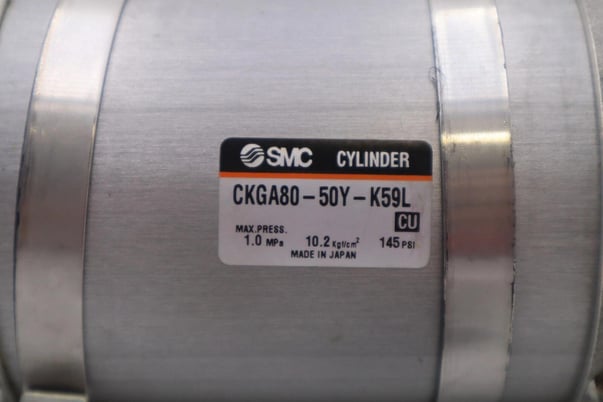 SMC CYLINDER
CKGA80-50Y-K59L
CU
MAX.PRESS.
1.0 MPa 10.2 Kgf/cm² 145 PSI
MADE IN JAPAN